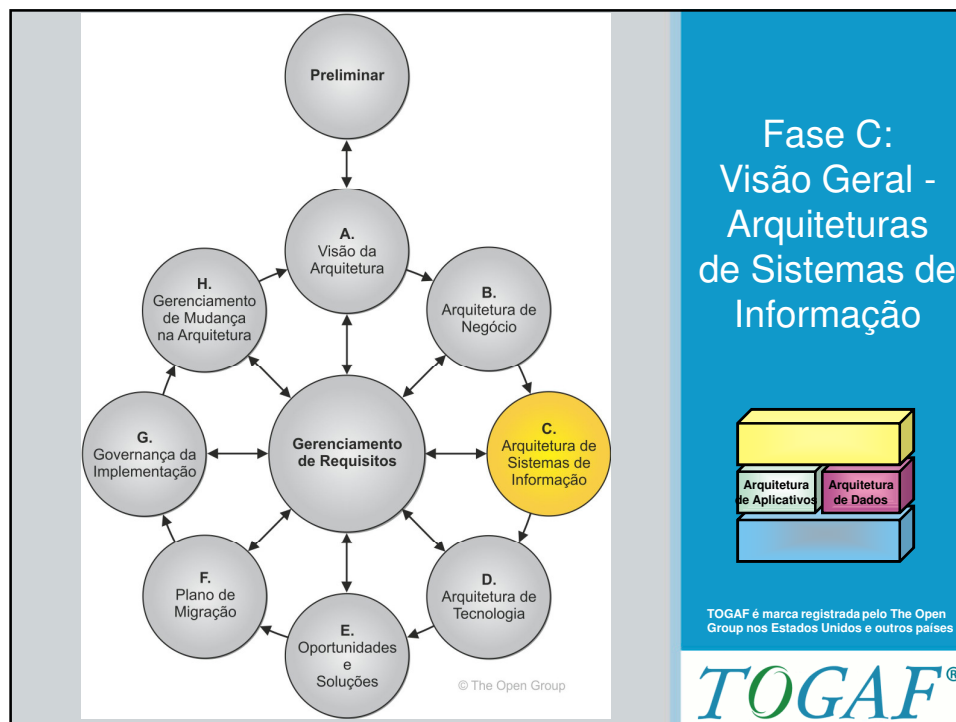 Preliminar
A.
Visão da
Arquitetura
B.
Arquitetura de
Negócio
C.
Arquitetura de
Sistemas de
Informação
D.
Arquitetura de
Tecnologia
E.
Oportunidades
e
Soluções
F.
Plano de
Migração
G.
Governança da
Implementação
H.
Gerenciamento
de Mudança
na Arquitetura
Gerenciamento
de Requisitos
© The Open Group
Fase C:
Visão Geral -
Arquiteturas
de Sistemas de
Informação
Arquitetura
de Aplicativos
Arquitetura
de Dados
TOGAF é marca registrada pelo The Open
Group nos Estados Unidos e outros países
TOGAF®